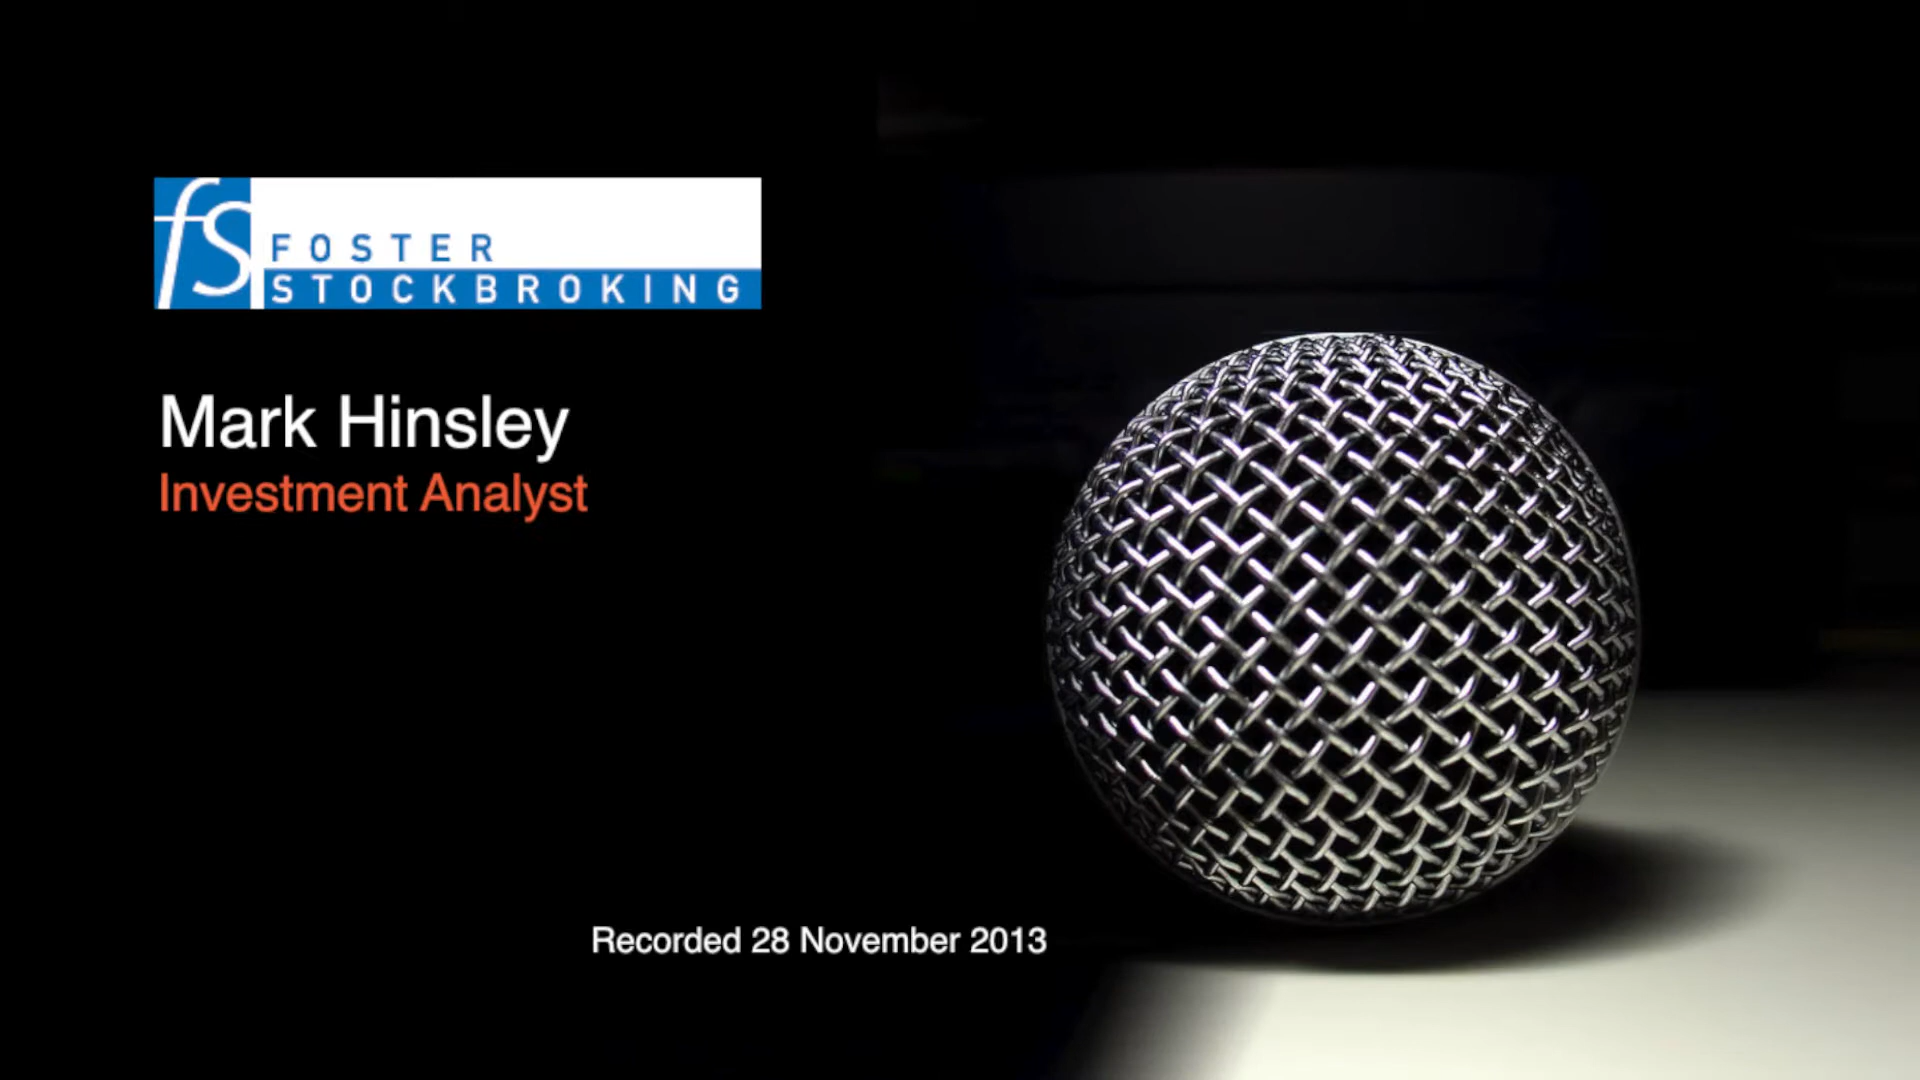 fs
FOSTER
STOCKBROKING
Mark Hinsley
Investment Analyst
Recorded 28 November 2013